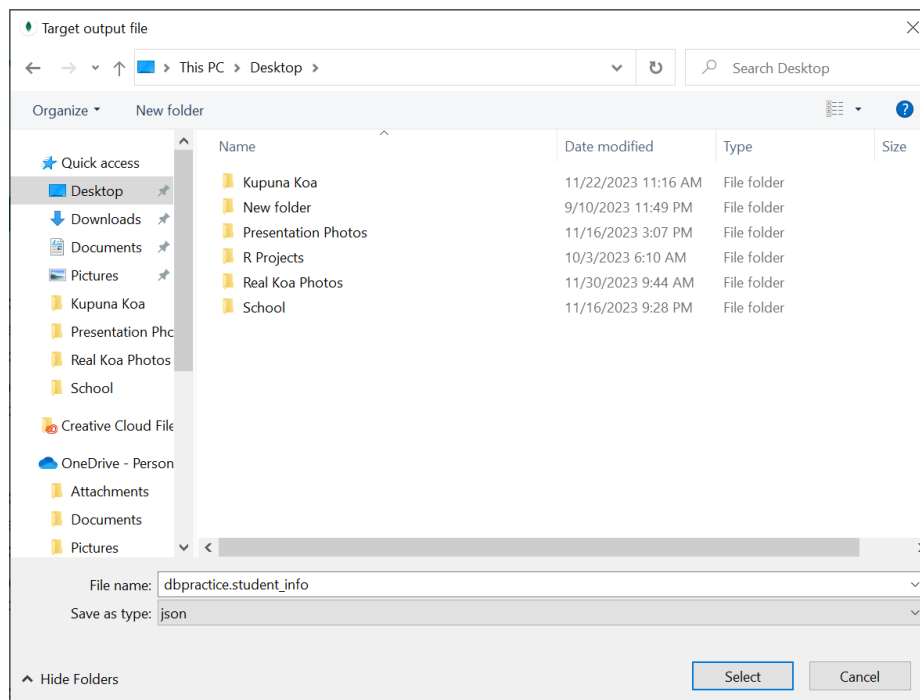 Target output file
This PC > Desktop >
Search Desktop
Organize
New folder
?
Name
Date modified
Type
Size
Quick access
Desktop
Downloads
Documents
Pictures
Kupuna Koa
Presentation Phc
Real Koa Photos
School
Creative Cloud File
OneDrive - Person
Attachments
Documents
Pictures
Kupuna Koa 11/22/2023 11:16 AM File folder
New folder 9/10/2023 11:49 PM File folder
Presentation Photos 11/16/2023 3:07 PM File folder
R Projects 10/3/2023 6:10 AM File folder
Real Koa Photos 11/30/2023 9:44 AM File folder
School 11/16/2023 9:28 PM File folder
File name: dbpractice.student_info
Save as type: json
Hide Folders
Select
Cancel